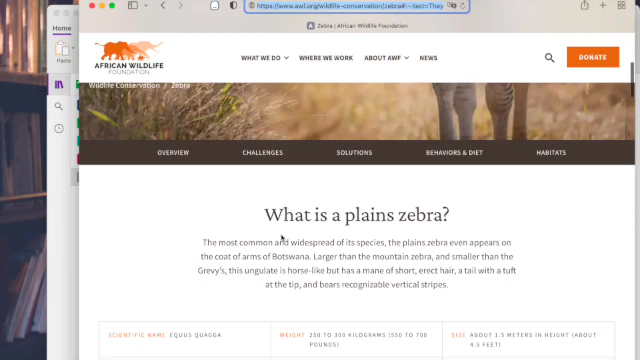 https://www.awf.org/wildlife-conservation/zebra#:~:text=They
Zebra | African Wildlife Foundation
Home
Paste
AFRICAN WILDLIFE
FOUNDATION
WHAT WE DO
WHERE WE WORK
ABOUT AWF
NEWS
DONATE
Wildlife Conservation / Zebra
OVERVIEW
CHALLENGES
SOLUTIONS
BEHAVIORS & DIET
HABITATS
What is a plains zebra?
The most common and widespread of its species, the plains zebra even appears on
the coat of arms of Botswana. Larger than the mountain zebra, and smaller than the
Grevy's, this ungulate is horse-like but has a mane of short, erect hair, a tail with a tuft
at the tip, and bears recognizable vertical stripes.
SCIENTIFIC NAME EQUUS QUAGGA
WEIGHT 250 TO 300 KILOGRAMS (550 TO 700
POUNDS)
SIZE ABOUT 1.5 METERS IN HEIGHT (ABOUT
4.5 FEET)